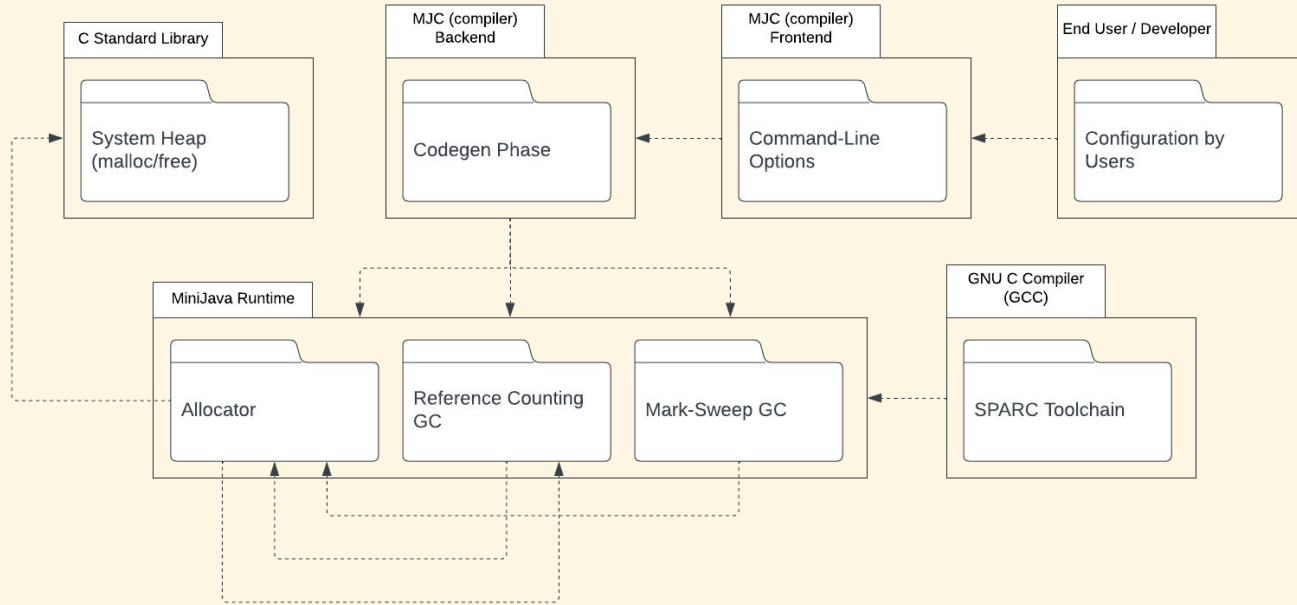 C Standard Library
System Heap
(malloc/free)
MJC (compiler)
Backend
Codegen Phase
MJC (compiler)
Frontend
Command-Line
Options
End User / Developer
Configuration by
Users
MiniJava Runtime
Allocator
Reference Counting
GC
Mark-Sweep GC
GNU C Compiler
(GCC)
SPARC Toolchain